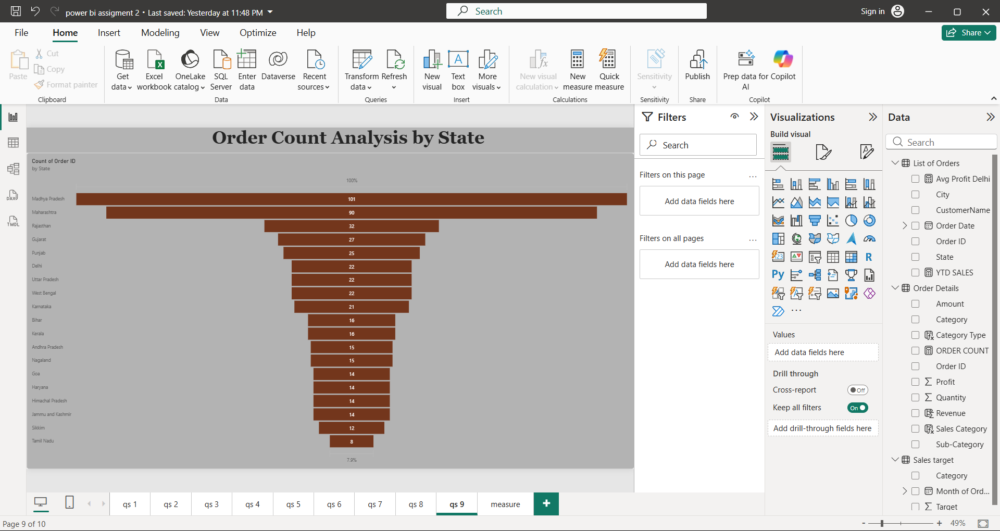 power bi assigment 2 • Last saved: Yesterday at 11:48 PM
Search
Sign in
File
Home
Insert
Modeling
View
Optimize
Help
Share
Paste
Cut
Copy
Format painter
Clipboard
Get data
Excel workbook
OneLake catalog
SQL Server
Enter data
Dataverse
Recent sources
Data
Transform data
Refresh
Queries
New visual
Text box
More visuals
Insert
New visual calculation
New measure
Quick measure
Calculations
Sensitivity
Sensitivity
Publish
Share
Prep data for AI
Copilot
Copilot
DAX
TMDL
Order Count Analysis by State
Count of Order ID
by State
100%
Madhya Pradesh 101
Maharashtra 90
Rajasthan 32
Gujarat 27
Punjab 25
Delhi 22
Uttar Pradesh 22
West Bengal 22
Karnataka 21
Bihar 16
Kerala 16
Andhra Pradesh 15
Nagaland 15
Goa 14
Haryana 14
Himachal Pradesh 14
Jammu and Kashmir 14
Sikkim 12
Tamil Nadu 8
7.9%
Filters
Search
Filters on this page
Add data fields here
Filters on all pages
Add data fields here
Visualizations
Build visual
123
R
Py
Values
Add data fields here
Drill through
Cross-report Off
Keep all filters On
Add drill-through fields here
Data
Search
List of Orders
Avg Profit Delhi
City
CustomerName
Order Date
Order ID
State
YTD SALES
Order Details
Amount
Category
Category Type
ORDER COUNT
Order ID
Profit
Quantity
Revenue
Sales Category
Sub-Category
Sales target
Category
Month of Ord...
Target
qs 1
qs 2
qs 3
qs 4
qs 5
qs 6
qs 7
qs 8
qs 9
measure
Page 9 of 10
49%